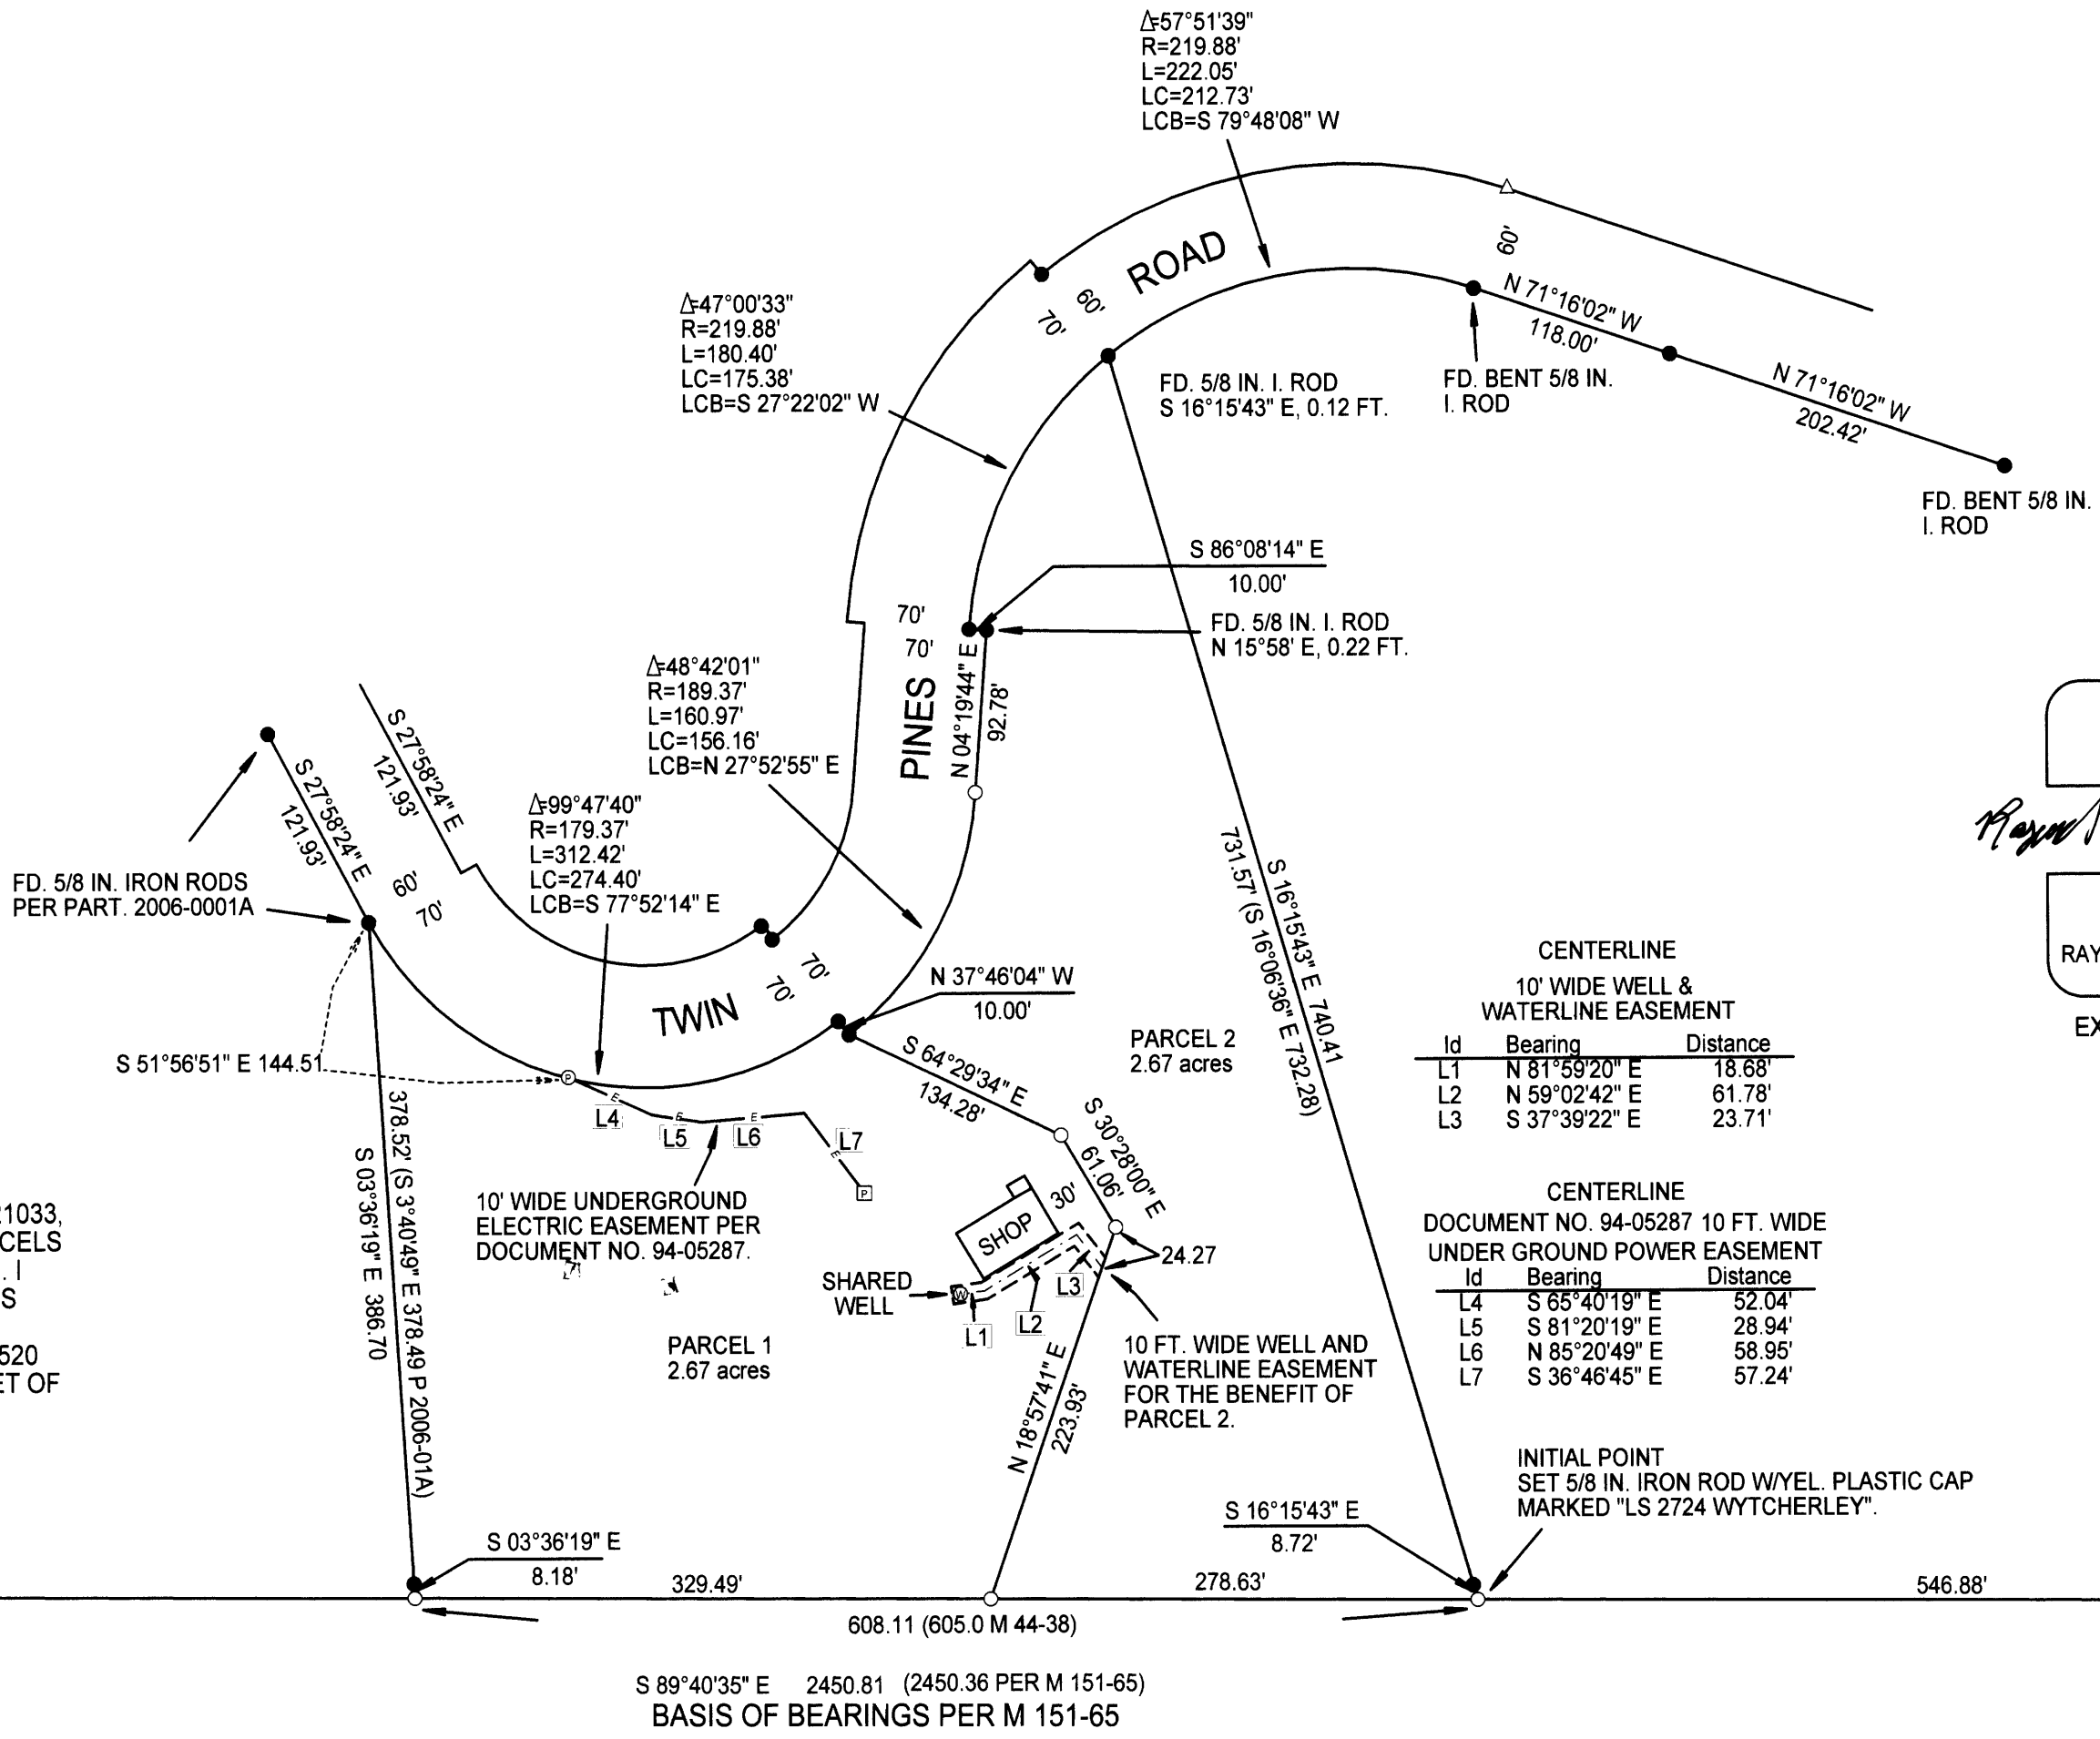 Δ=57°51'39"
R=219.88'
L=222.05'
LC=212.73'
LCB=S 79°48'08" W
60'
ROAD
60'
70'
N 71°16'02" W
118.00'
N 71°16'02" W
202.42'
Δ=47°00'33"
R=219.88'
L=180.40'
LC=175.38'
LCB=S 27°22'02" W
FD. 5/8 IN. I. ROD
S 16°15'43" E, 0.12 FT.
FD. BENT 5/8 IN.
I. ROD
FD. BENT 5/8 IN.
I. ROD
S 86°08'14" E
10.00'
FD. 5/8 IN. I. ROD
N 15°58' E, 0.22 FT.
70'
70'
PINES
N 04°19'44" E
92.78'
Δ=48°42'01"
R=189.37'
L=160.97'
LC=156.16'
LCB=N 27°52'55" E
S 27°58'24" E
121.93'
S 27°58'24" E
121.93'
Δ=99°47'40"
R=179.37'
L=312.42'
LC=274.40'
LCB=S 77°52'14" E
FD. 5/8 IN. IRON RODS
PER PART. 2006-0001A
60'
70'
S 16°15'43" E 740.41
731.57' (S 16°06'36" E 732.28)
TWIN
70'
70'
N 37°46'04" W
10.00'
S 51°56'51" E 144.51
P
S 64°29'34" E
134.28'
PARCEL 2
2.67 acres
CENTERLINE
10' WIDE WELL &
WATERLINE EASEMENT
Id Bearing Distance
L1 N 81°59'20" E 18.68'
L2 N 59°02'42" E 61.78'
L3 S 37°39'22" E 23.71'
RAY
EX
E
L4
E
L5
E
L6
L7
E
P
S 30°28'00" E
61.06'
378.52' (S 3°40'49" E 378.49 P 2006-01A)
S 03°36'19" E 386.70
10' WIDE UNDERGROUND
ELECTRIC EASEMENT PER
DOCUMENT NO. 94-05287.
30'
SHOP
24.27
SHARED
WELL
W
L1
L2
L3
CENTERLINE
DOCUMENT NO. 94-05287 10 FT. WIDE
UNDER GROUND POWER EASEMENT
Id Bearing Distance
L4 S 65°40'19" E 52.04'
L5 S 81°20'19" E 28.94'
L6 N 85°20'49" E 58.95'
L7 S 36°46'45" E 57.24'
1033,
CELS
. I
S
520
ET OF
PARCEL 1
2.67 acres
N 18°57'41" E
223.93'
10 FT. WIDE WELL AND
WATERLINE EASEMENT
FOR THE BENEFIT OF
PARCEL 2.
INITIAL POINT
SET 5/8 IN. IRON ROD W/YEL. PLASTIC CAP
MARKED "LS 2724 WYTCHERLEY".
S 03°36'19" E
8.18'
S 16°15'43" E
8.72'
329.49'
278.63'
546.88'
608.11 (605.0 M 44-38)
S 89°40'35" E 2450.81 (2450.36 PER M 151-65)
BASIS OF BEARINGS PER M 151-65